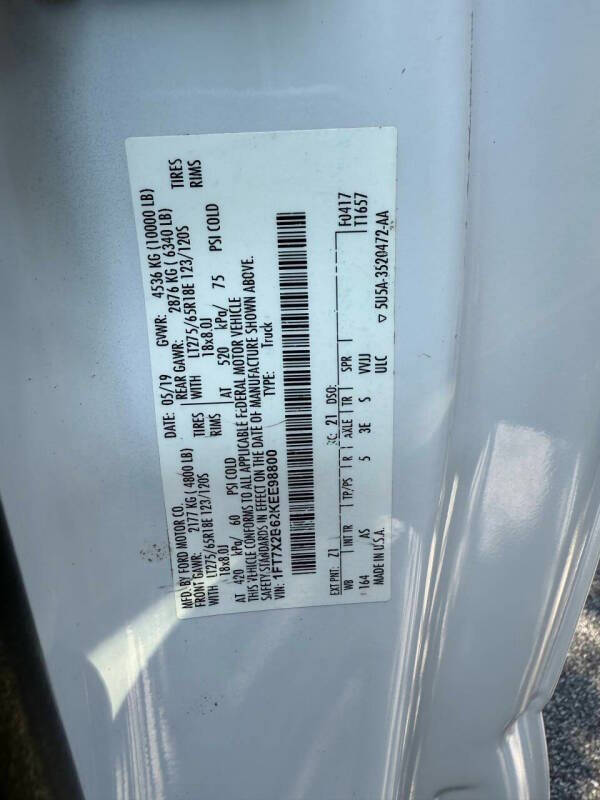 MFD. BY FORD MOTOR CO. DATE: 05/19 GVWR: 4536 KG (10000 LB)
FRONT GAWR: 2177 KG ( 4800 LB) REAR GAWR: 2876 KG ( 6340 LB)
WITH LT275/65R18E 123/120S TIRES WITH LT275/65R18E 123/120S TIRES
18x8.0J RIMS 18x8.0J RIMS
AT 420 kPa/ 60 PSI COLD AT 520 kPa/ 75 PSI COLD
THIS VEHICLE CONFORMS TO ALL APPLICABLE FEDERAL MOTOR VEHICLE
SAFETY STANDARDS IN EFFECT ON THE DATE OF MANUFACTURE SHOWN ABOVE.
VIN: 1FT7X2B62KEE98800 TYPE: Truck
F0417
T1657
EXT PNT: Z1 RC: 21 DSO:
WB INT TR TP/PS R AXLE TR SPR
164 AS 5 3E S VVJJ
MADE IN U.S.A. ULC
▽ 5U5A-3520472-AA